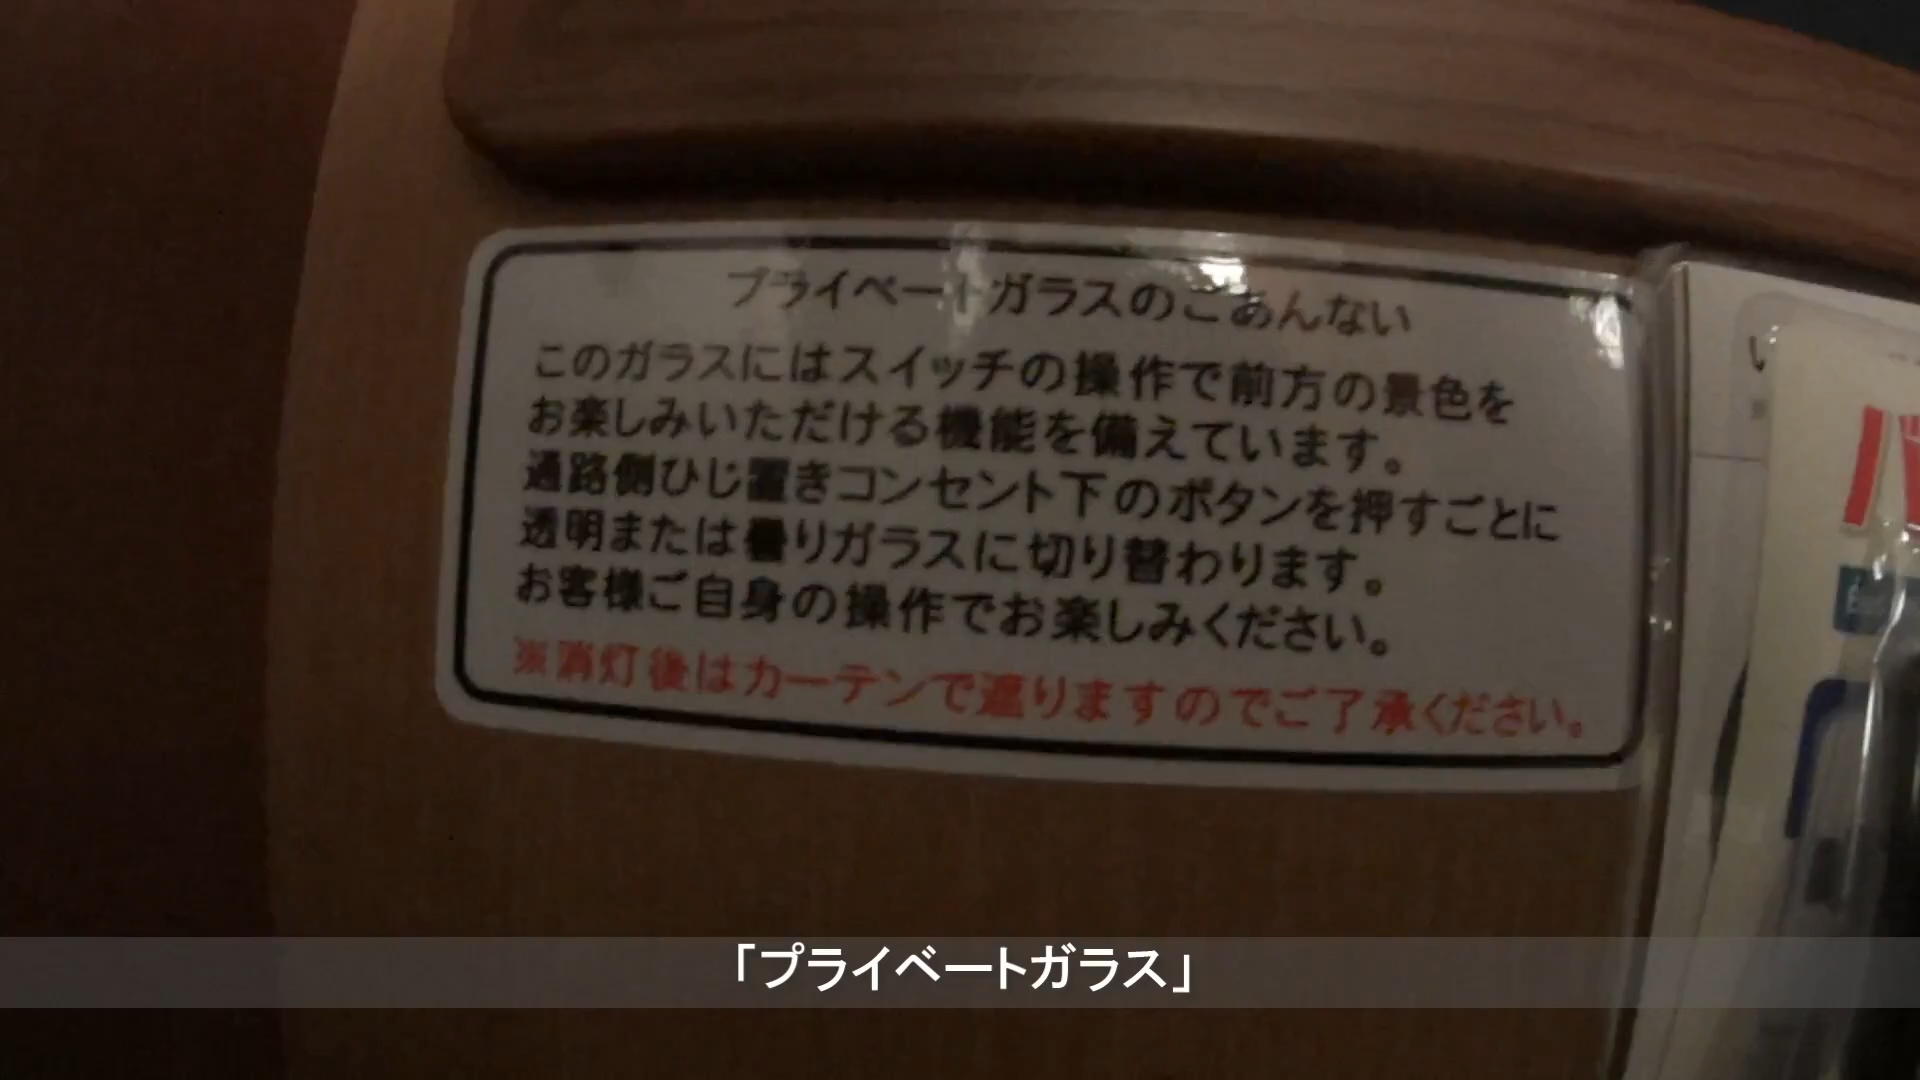 プライベートガラスのごあんない
このガラスにはスイッチの操作で前方の景色を
お楽しみいただける機能を備えています。
通路側ひじ置きコンセント下のボタンを押すごとに
透明または曇りガラスに切り替わります。
お客様ご自身の操作でお楽しみください。
※消灯後はカーテンで遮りますのでご了承ください。
「プライベートガラス」